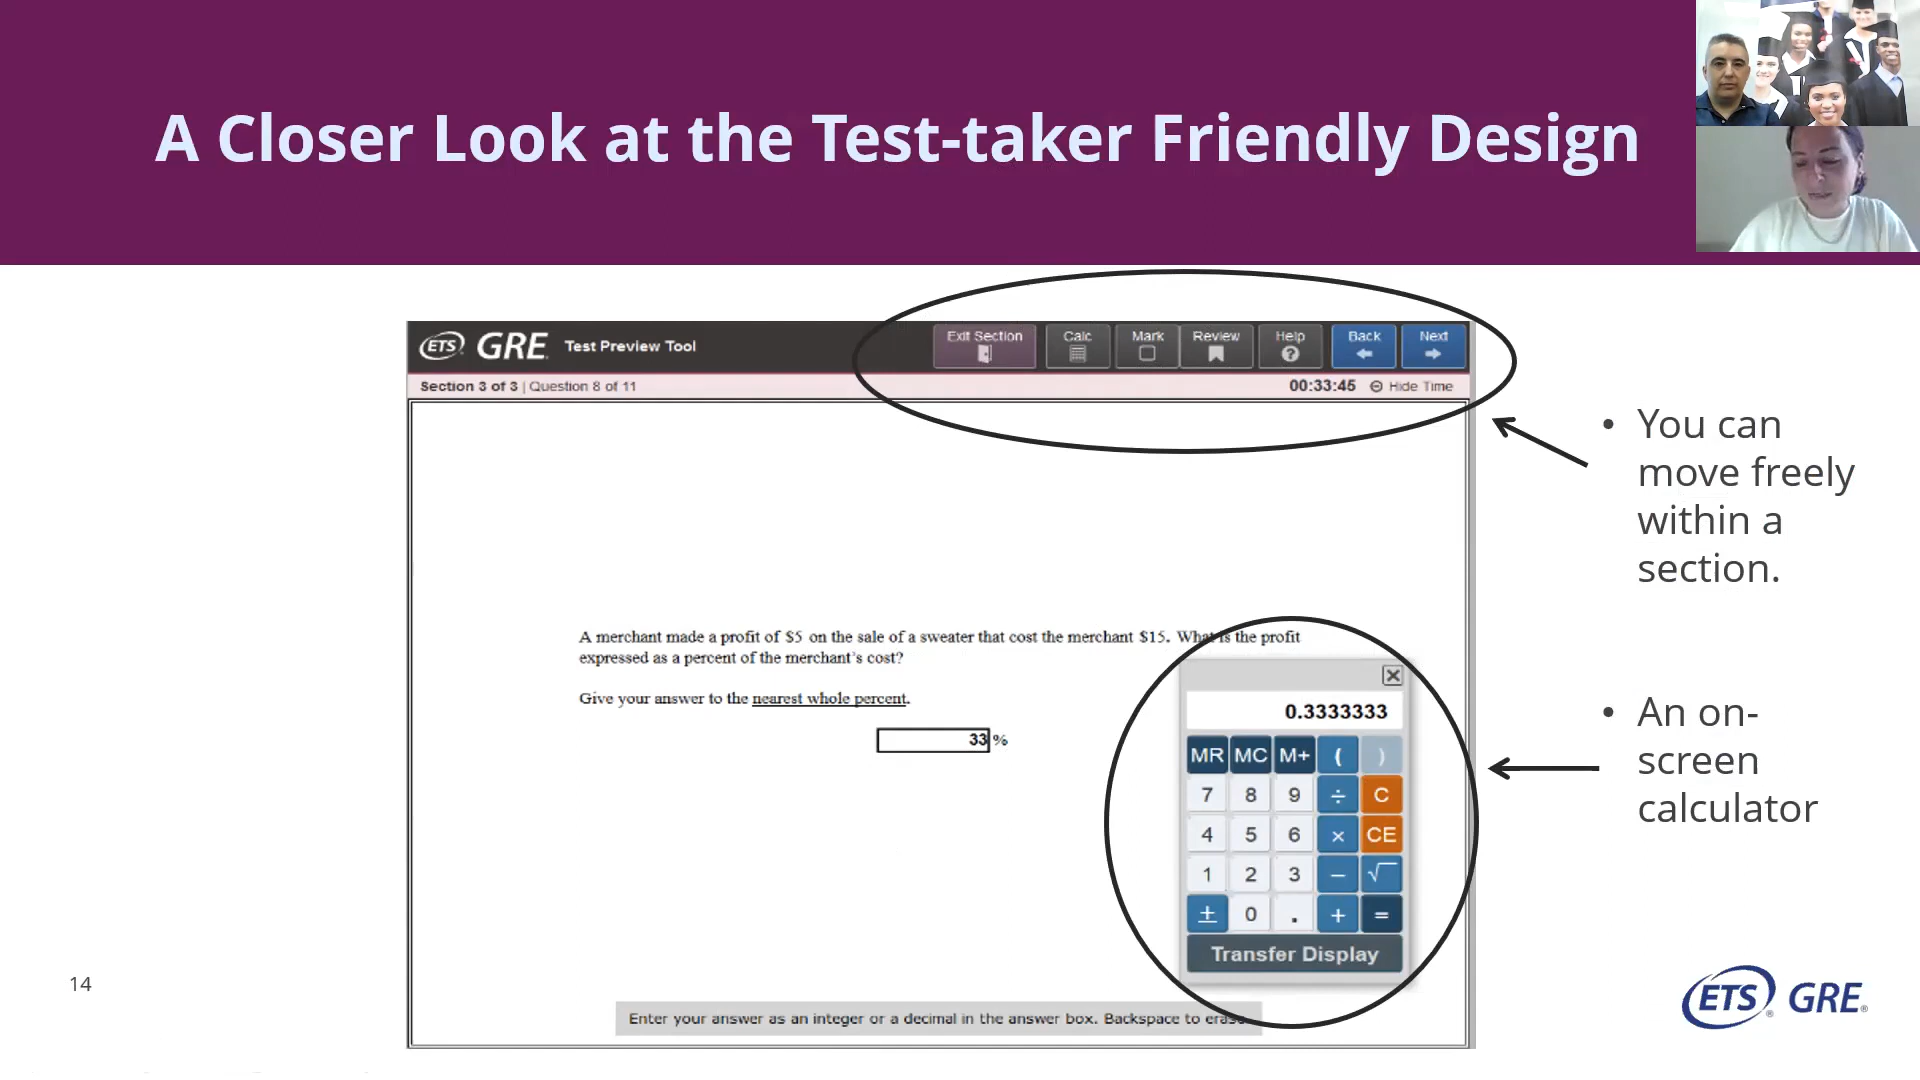 A Closer Look at the Test-taker Friendly Design
ETS GRE® Test Preview Tool
Exit Section
Calc
Mark
Review
Help
Back
Next
Section 3 of 3 | Question 8 of 11
00:33:45 Hide Time
• You can
move freely
within a
section.
A merchant made a profit of $5 on the sale of a sweater that cost the merchant $15. What is the profit
expressed as a percent of the merchant's cost?
Give your answer to the nearest whole percent.
33 %
0.3333333
MR MC M+ ( )
7 8 9 ÷ C
4 5 6 × CE
1 2 3 − √
± 0 . + =
Transfer Display
• An on-
screen
calculator
Enter your answer as an integer or a decimal in the answer box. Backspace to erase.
14
ETS® GRE®